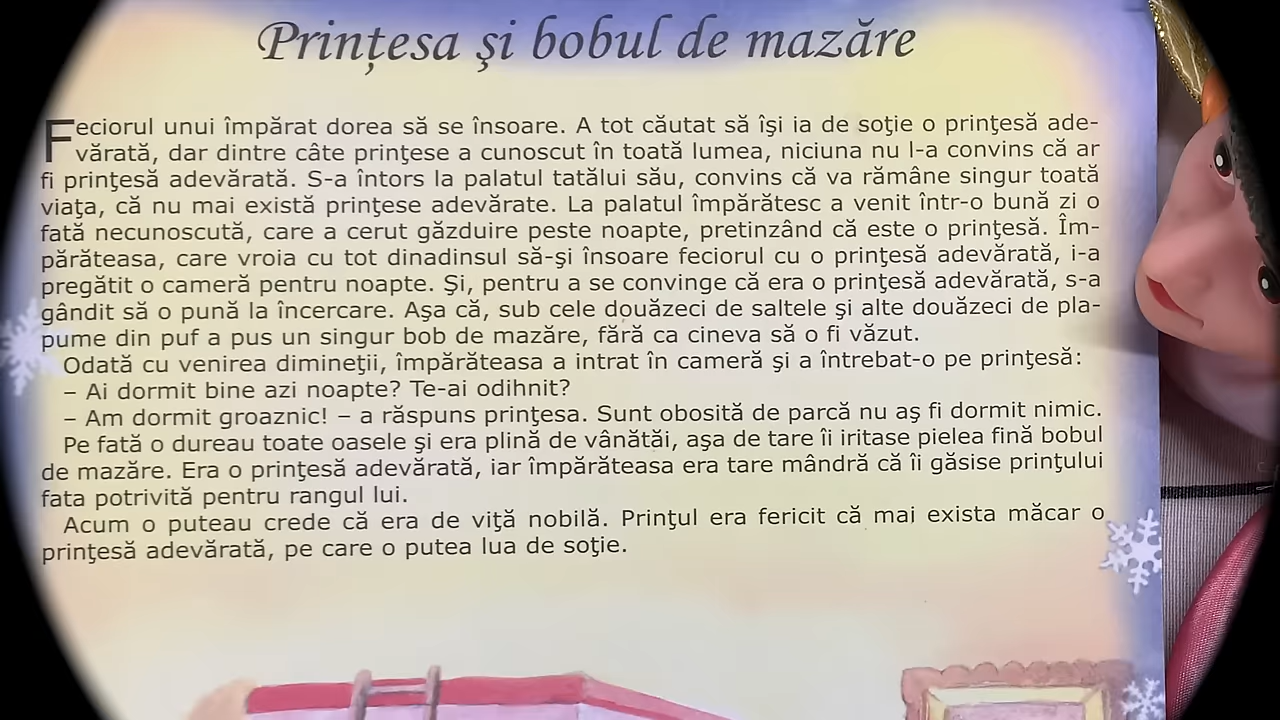 Prințesa şi bobul de mazăre
Feciorul unui împărat dorea să se însoare. A tot căutat să îşi ia de soţie o prinţesă ade-
vărată, dar dintre câte prinţese a cunoscut în toată lumea, niciuna nu l-a convins că ar
fi prinţesă adevărată. S-a întors la palatul tatălui său, convins că va rămâne singur toată
viaţa, că nu mai există prinţese adevărate. La palatul împărătesc a venit într-o bună zi o
fată necunoscută, care a cerut găzduire peste noapte, pretinzând că este o prinţesă. Îm-
părăteasa, care vroia cu tot dinadinsul să-şi însoare feciorul cu o prinţesă adevărată, i-a
pregătit o cameră pentru noapte. Şi, pentru a se convinge că era o prinţesă adevărată, s-a
gândit să o pună la încercare. Aşa că, sub cele douăzeci de saltele şi alte douăzeci de pla-
pume din puf a pus un singur bob de mazăre, fără ca cineva să o fi văzut.
Odată cu venirea dimineţii, împărăteasa a intrat în cameră şi a întrebat-o pe prinţesă:
– Ai dormit bine azi noapte? Te-ai odihnit?
– Am dormit groaznic! – a răspuns prinţesa. Sunt obosită de parcă nu aş fi dormit nimic.
Pe fată o dureau toate oasele şi era plină de vânătăi, aşa de tare îi iritase pielea fină bobul
de mazăre. Era o prinţesă adevărată, iar împărăteasa era tare mândră că îi găsise prinţului
fata potrivită pentru rangul lui.
Acum o puteau crede că era de viţă nobilă. Prinţul era fericit că mai exista măcar o
prinţesă adevărată, pe care o putea lua de soţie.